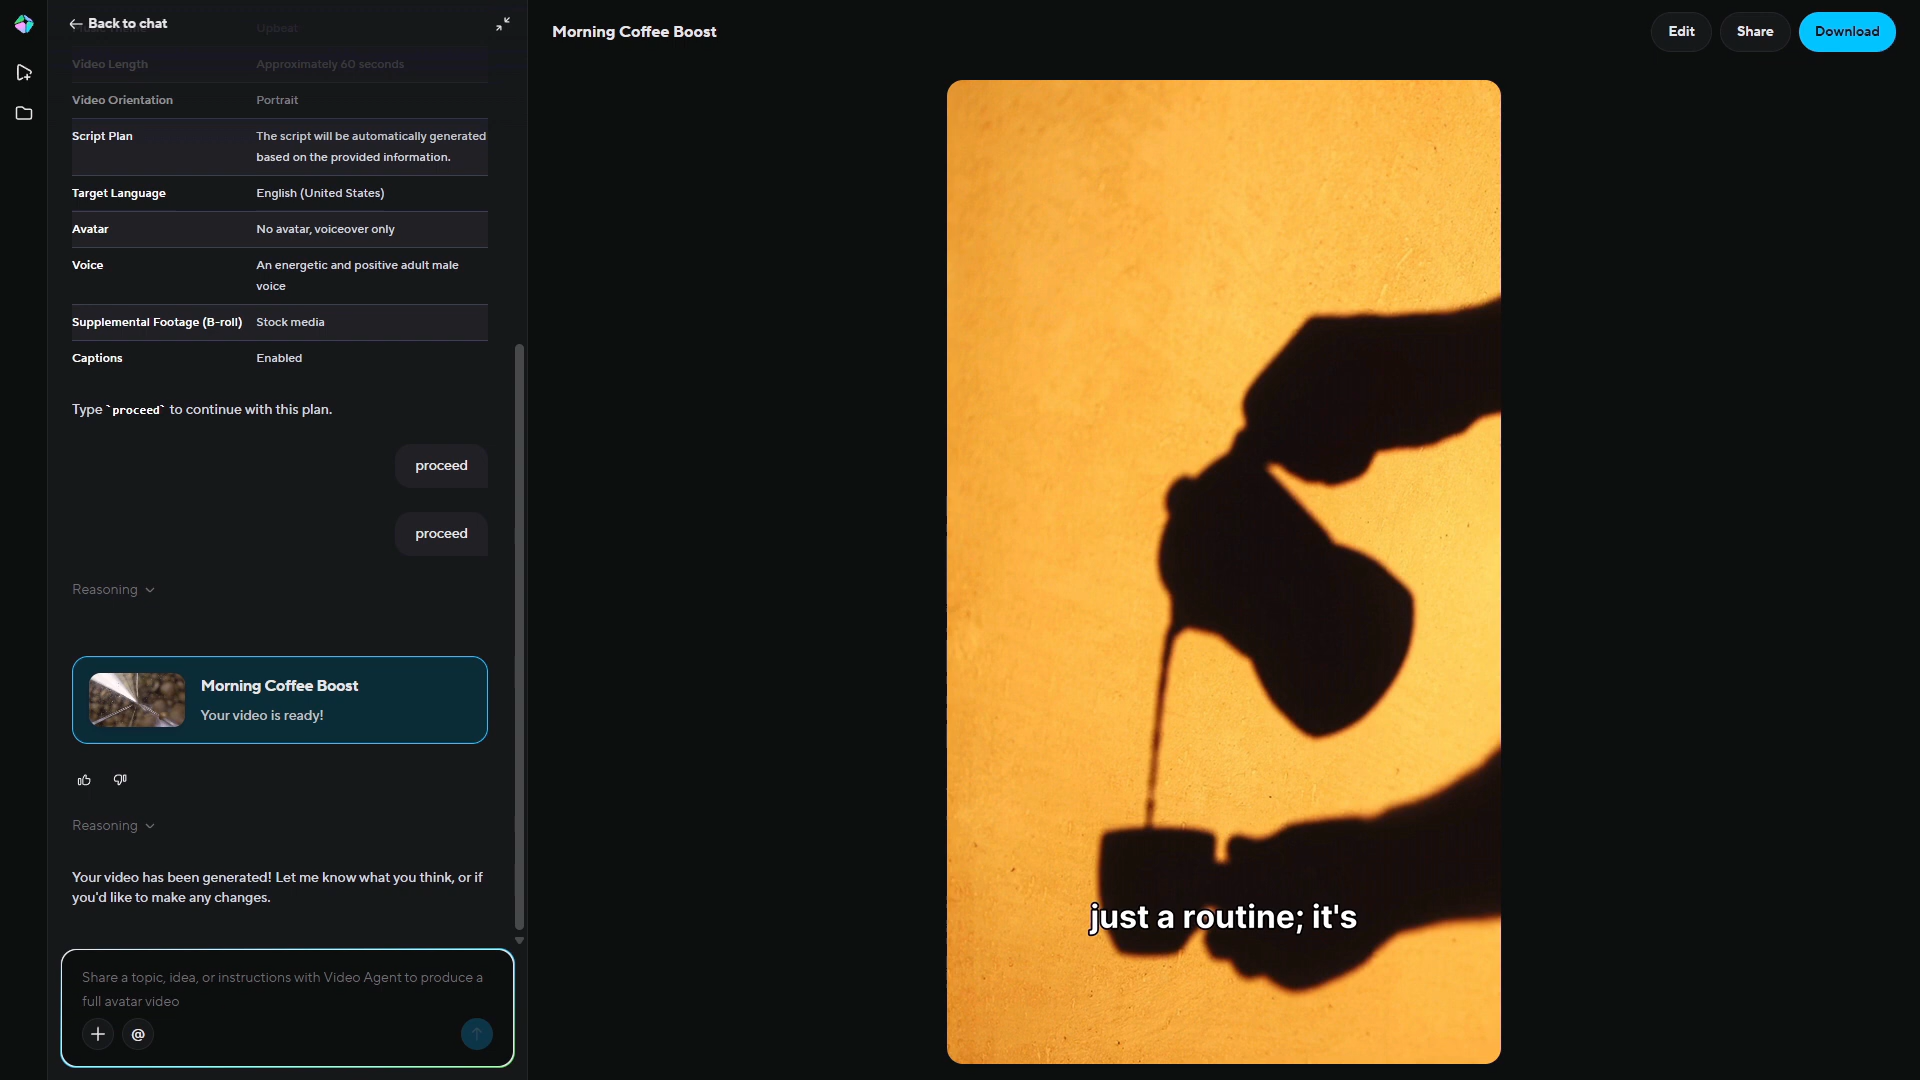 Back to chat
Morning Coffee Boost
Edit
Share
Download
Music Theme Upbeat
Video Length Approximately 60 seconds
Video Orientation Portrait
Script Plan The script will be automatically generated
based on the provided information.
Target Language English (United States)
Avatar No avatar, voiceover only
Voice An energetic and positive adult male
voice
Supplemental Footage (B-roll) Stock media
Captions Enabled
Type `proceed` to continue with this plan.
proceed
proceed
Reasoning
Morning Coffee Boost
Your video is ready!
Reasoning
Your video has been generated! Let me know what you think, or if
you'd like to make any changes.
Share a topic, idea, or instructions with Video Agent to produce a
full avatar video
@
just a routine; it's